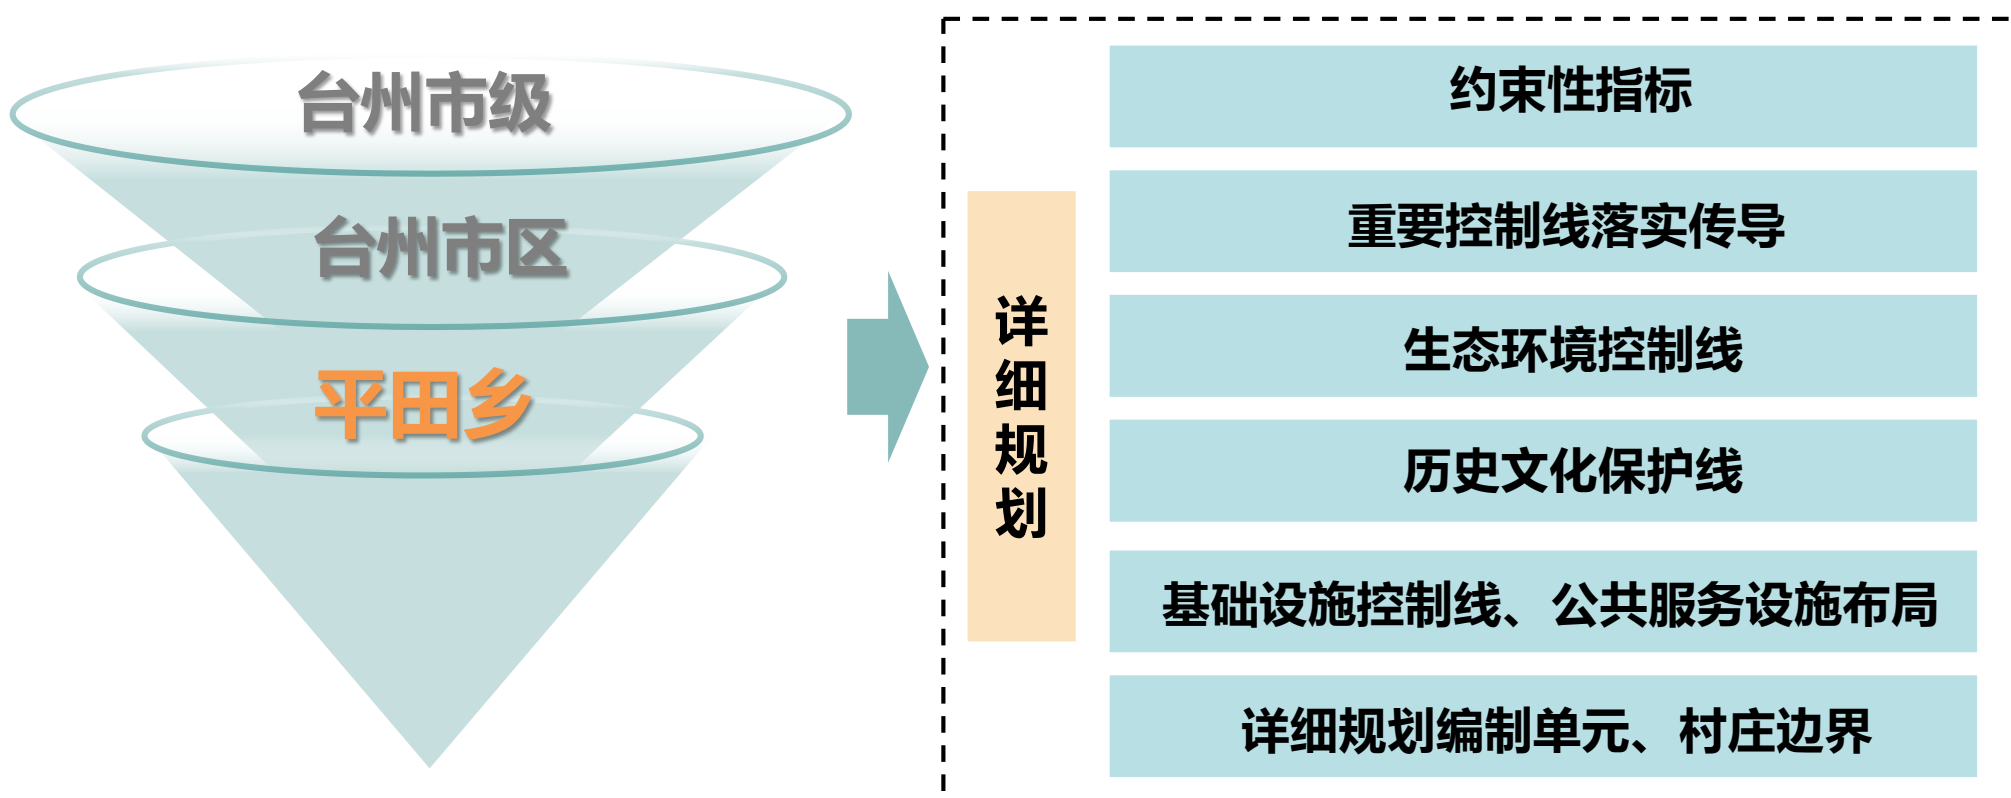 台州市级
台州市区
平田乡
详细规划
约束性指标
重要控制线落实传导
生态环境控制线
历史文化保护线
基础设施控制线、公共服务设施布局
详细规划编制单元、村庄边界